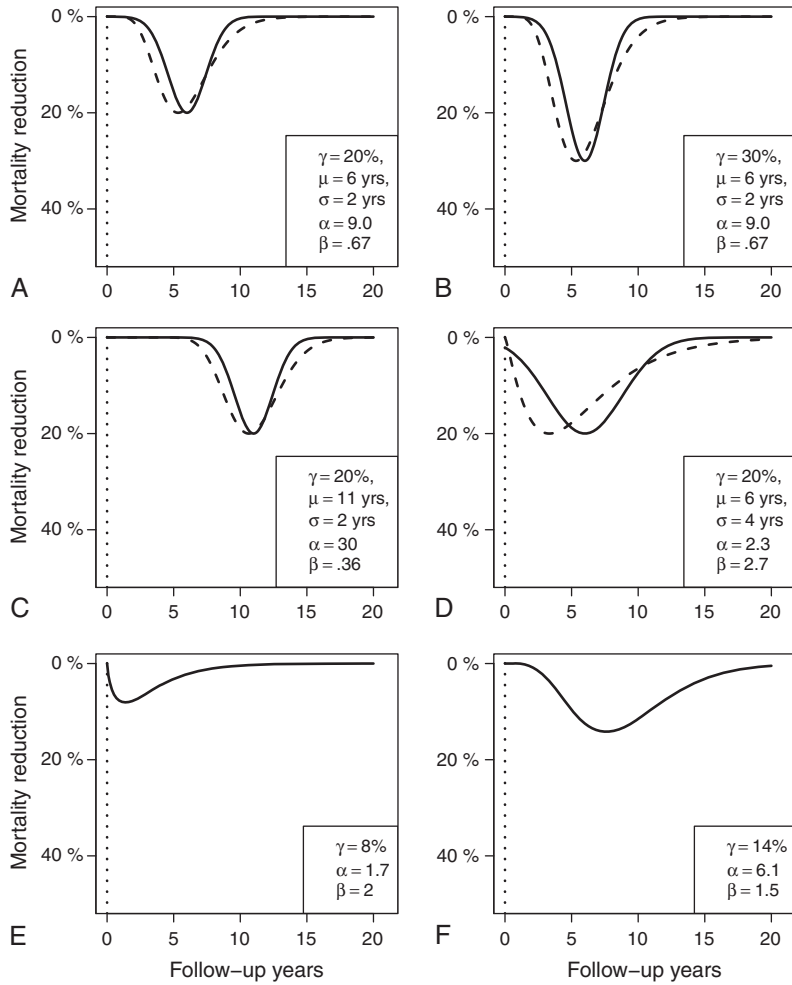 0 %
20 %
40 %
Mortality reduction
γ = 20%,
μ = 6 yrs,
σ = 2 yrs
α = 9.0
β = .67
0 5 10 15 20
A
0 %
20 %
40 %
γ = 30%,
μ = 6 yrs,
σ = 2 yrs
α = 9.0
β = .67
0 5 10 15 20
B
0 %
20 %
40 %
Mortality reduction
γ = 20%,
μ = 11 yrs,
σ = 2 yrs
α = 30
β = .36
0 5 10 15 20
C
0 %
20 %
40 %
γ = 20%,
μ = 6 yrs,
σ = 4 yrs
α = 2.3
β = 2.7
0 5 10 15 20
D
0 %
20 %
40 %
Mortality reduction
γ = 8%
α = 1.7
β = 2
0 5 10 15 20
E
Follow–up years
0 %
20 %
40 %
γ = 14%
α = 6.1
β = 1.5
0 5 10 15 20
F
Follow–up years